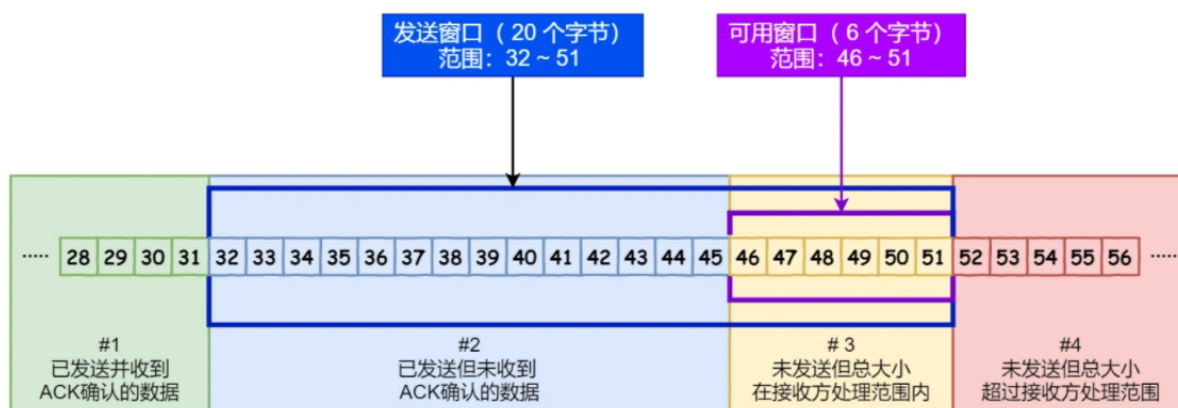 发送窗口（20 个字节）
范围：32 ~ 51
可用窗口（6 个字节）
范围：46 ~ 51
..... 28 29 30 31 32 33 34 35 36 37 38 39 40 41 42 43 44 45 46 47 48 49 50 51 52 53 54 55 56 .....
#1
已发送并收到
ACK确认的数据
#2
已发送但未收到
ACK确认的数据
# 3
未发送但总大小
在接收方处理范围内
#4
未发送但总大小
超过接收方处理范围